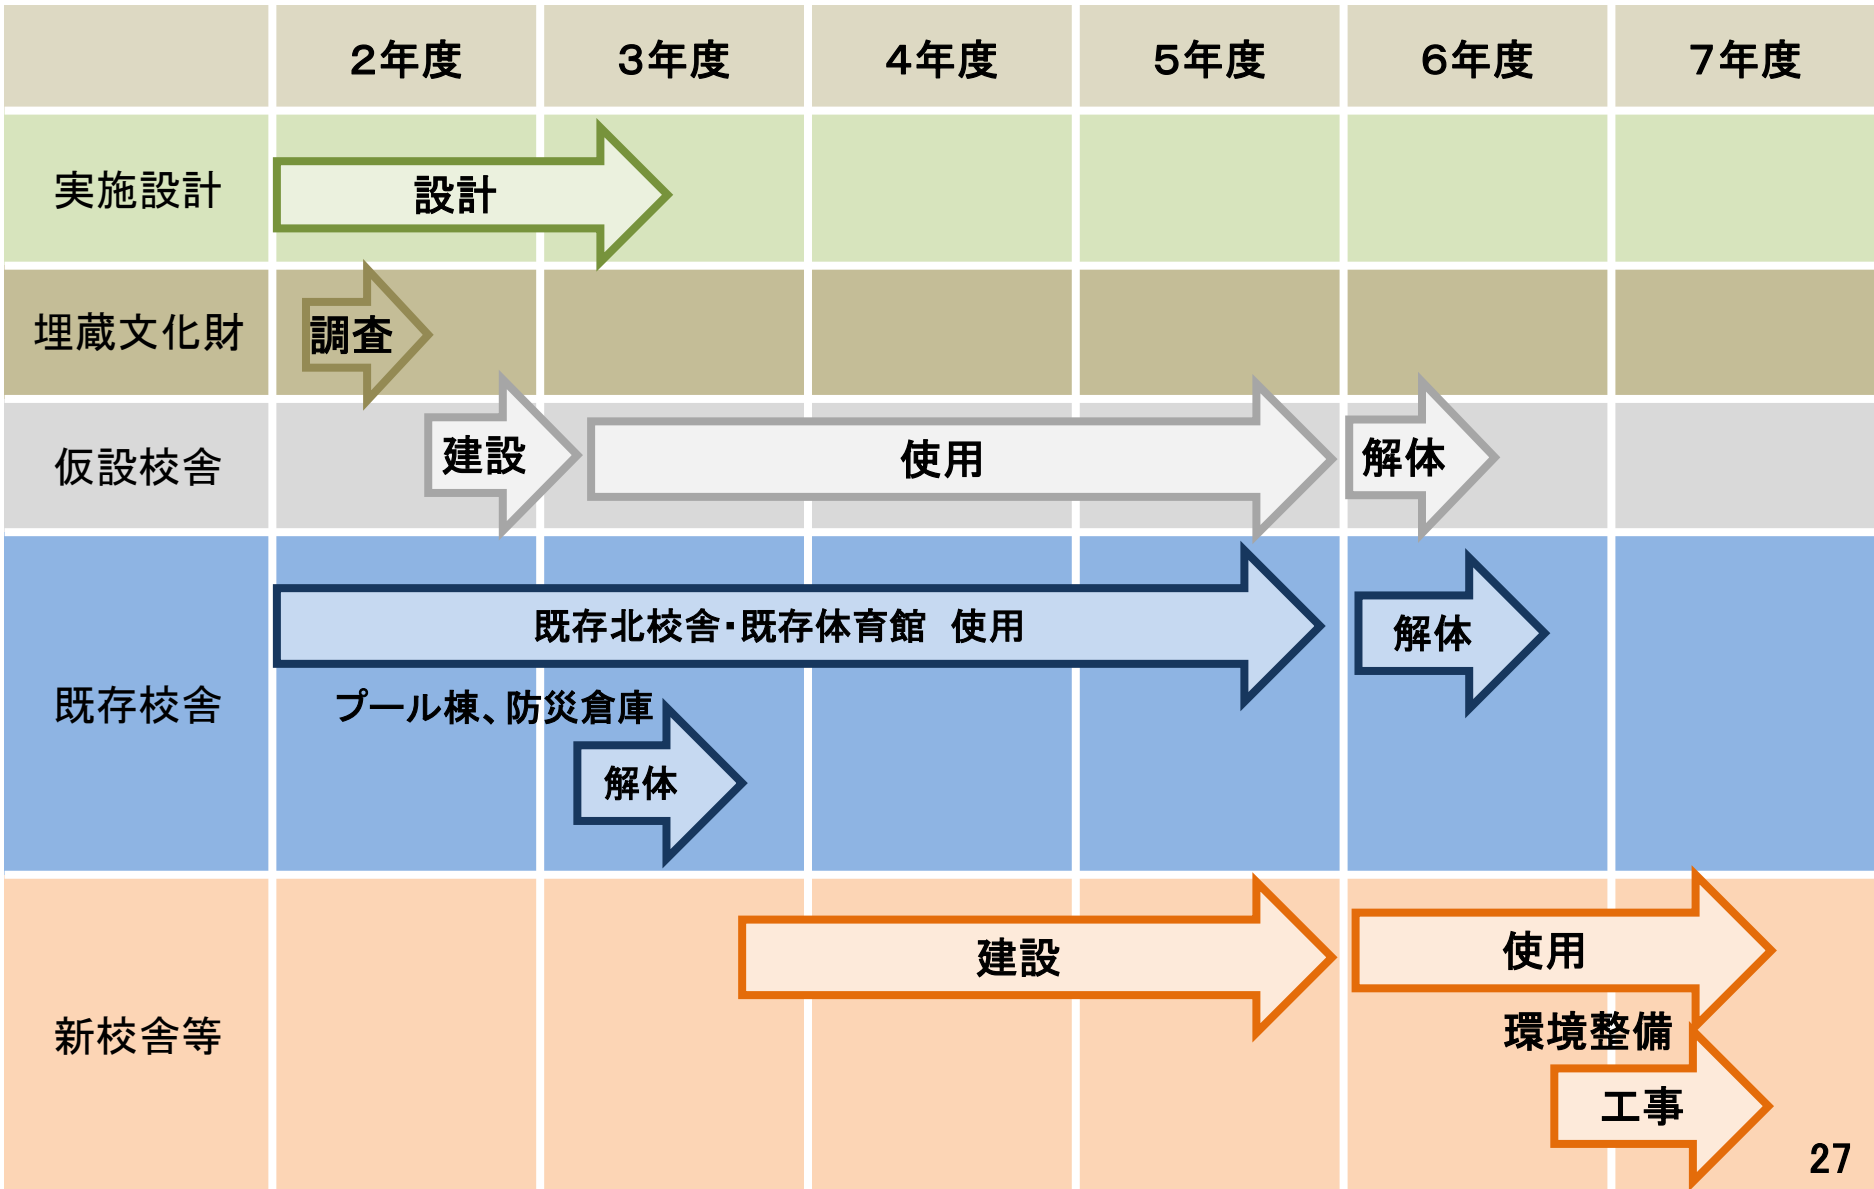 ２年度 ３年度 ４年度 ５年度 ６年度 ７年度
実施設計
設計
埋蔵文化財
調査
仮設校舎
建設
使用
解体
既存校舎
既存北校舎・既存体育館　使用
解体
プール棟、防災倉庫
解体
新校舎等
建設
使用
環境整備
工事
27